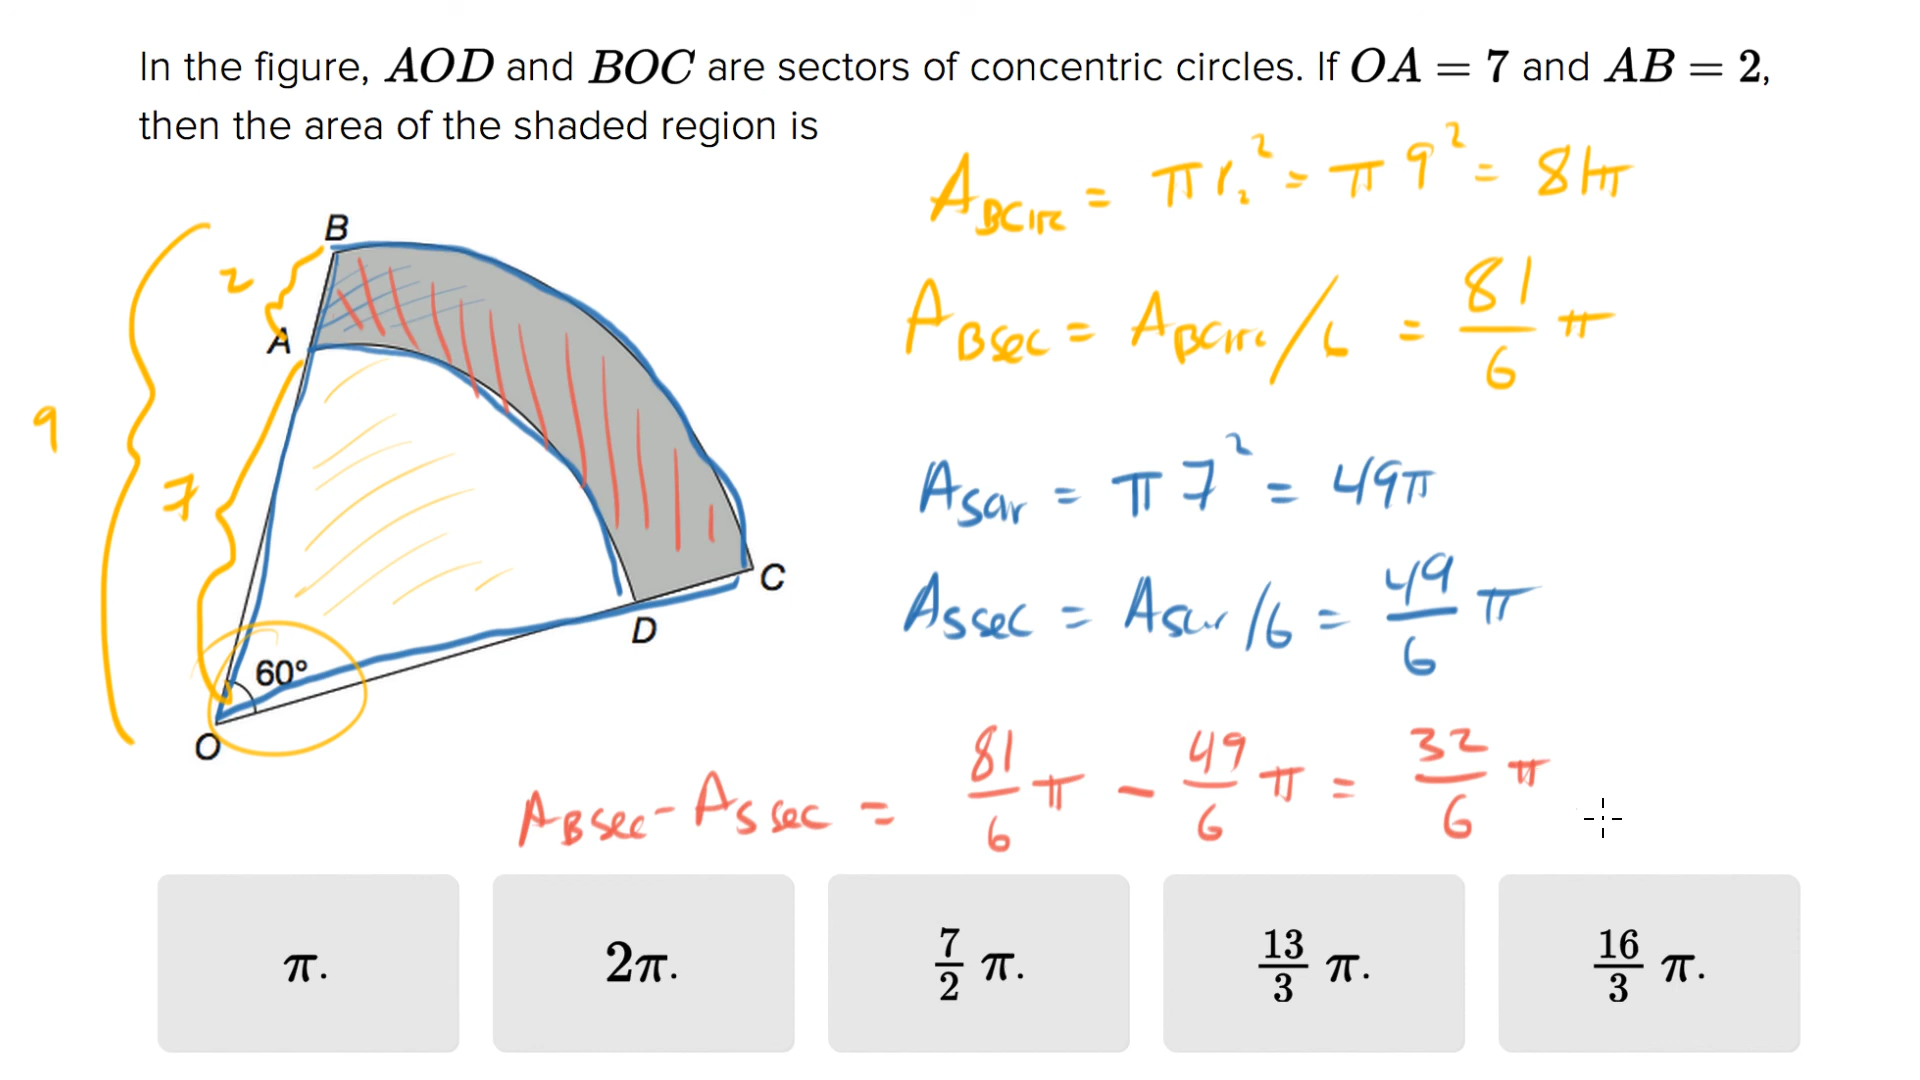 In the figure, AOD and BOC are sectors of concentric circles. If OA = 7 and AB = 2,
then the area of the shaded region is
A_BCirc = πr₂² = π9² = 81π
A_BSec = A_BCirc/6 = 81/6 π
A_SCir = π7² = 49π
A_SSec = A_SCir/6 = 49/6 π
A_BSec - A_SSec = 81/6 π - 49/6 π = 32/6 π
B
2
A
9
7
C
D
60°
O
π.
2π.
7/2 π.
13/3 π.
16/3 π.